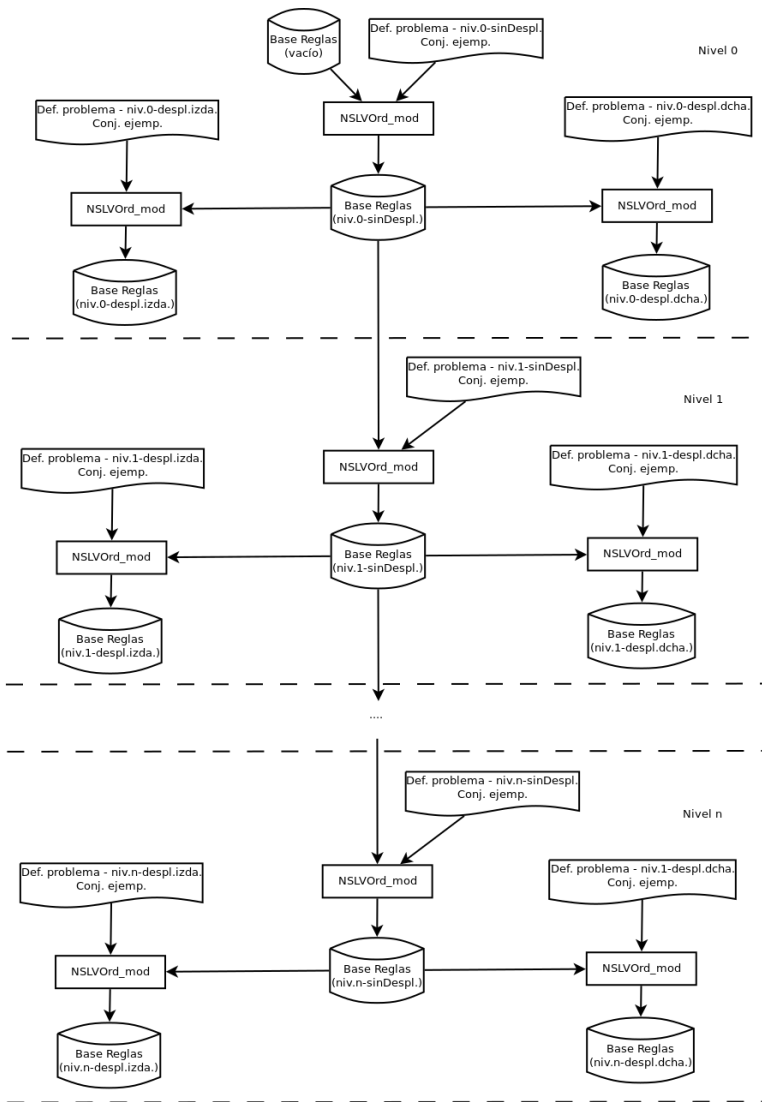 Base Reglas
(vacío)
Def. problema - niv.0-sinDespl.
Conj. ejemp.
Nivel 0
Def. problema - niv.0-despl.izda.
Conj. ejemp.
NSLVOrd_mod
Def. problema - niv.0-despl.dcha.
Conj. ejemp.
NSLVOrd_mod
Base Reglas
(niv.0-sinDespl.)
NSLVOrd_mod
Base Reglas
(niv.0-despl.izda.)
Base Reglas
(niv.0-despl.dcha.)
Def. problema - niv.1-sinDespl.
Conj. ejemp.
Nivel 1
Def. problema - niv.1-despl.izda.
Conj. ejemp.
NSLVOrd_mod
Def. problema - niv.1-despl.dcha.
Conj. ejemp.
NSLVOrd_mod
Base Reglas
(niv.1-sinDespl.)
NSLVOrd_mod
Base Reglas
(niv.1-despl.izda.)
Base Reglas
(niv.1-despl.dcha.)
....
Def. problema - niv.n-sinDespl.
Conj. ejemp.
Nivel n
Def. problema - niv.n-despl.izda.
Conj. ejemp.
NSLVOrd_mod
Def. problema - niv.1-despl.dcha.
Conj. ejemp.
NSLVOrd_mod
Base Reglas
(niv.n-sinDespl.)
NSLVOrd_mod
Base Reglas
(niv.n-despl.izda.)
Base Reglas
(niv.n-despl.dcha.)